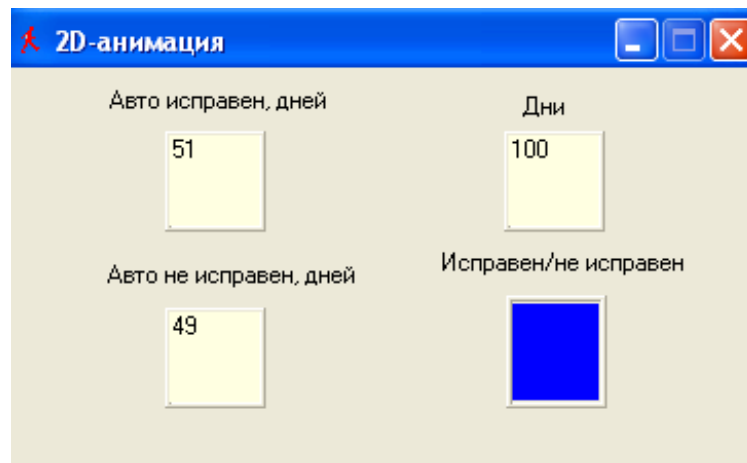 2D-анимация
Авто исправен, дней
51
Дни
100
Авто не исправен, дней
49
Исправен/не исправен